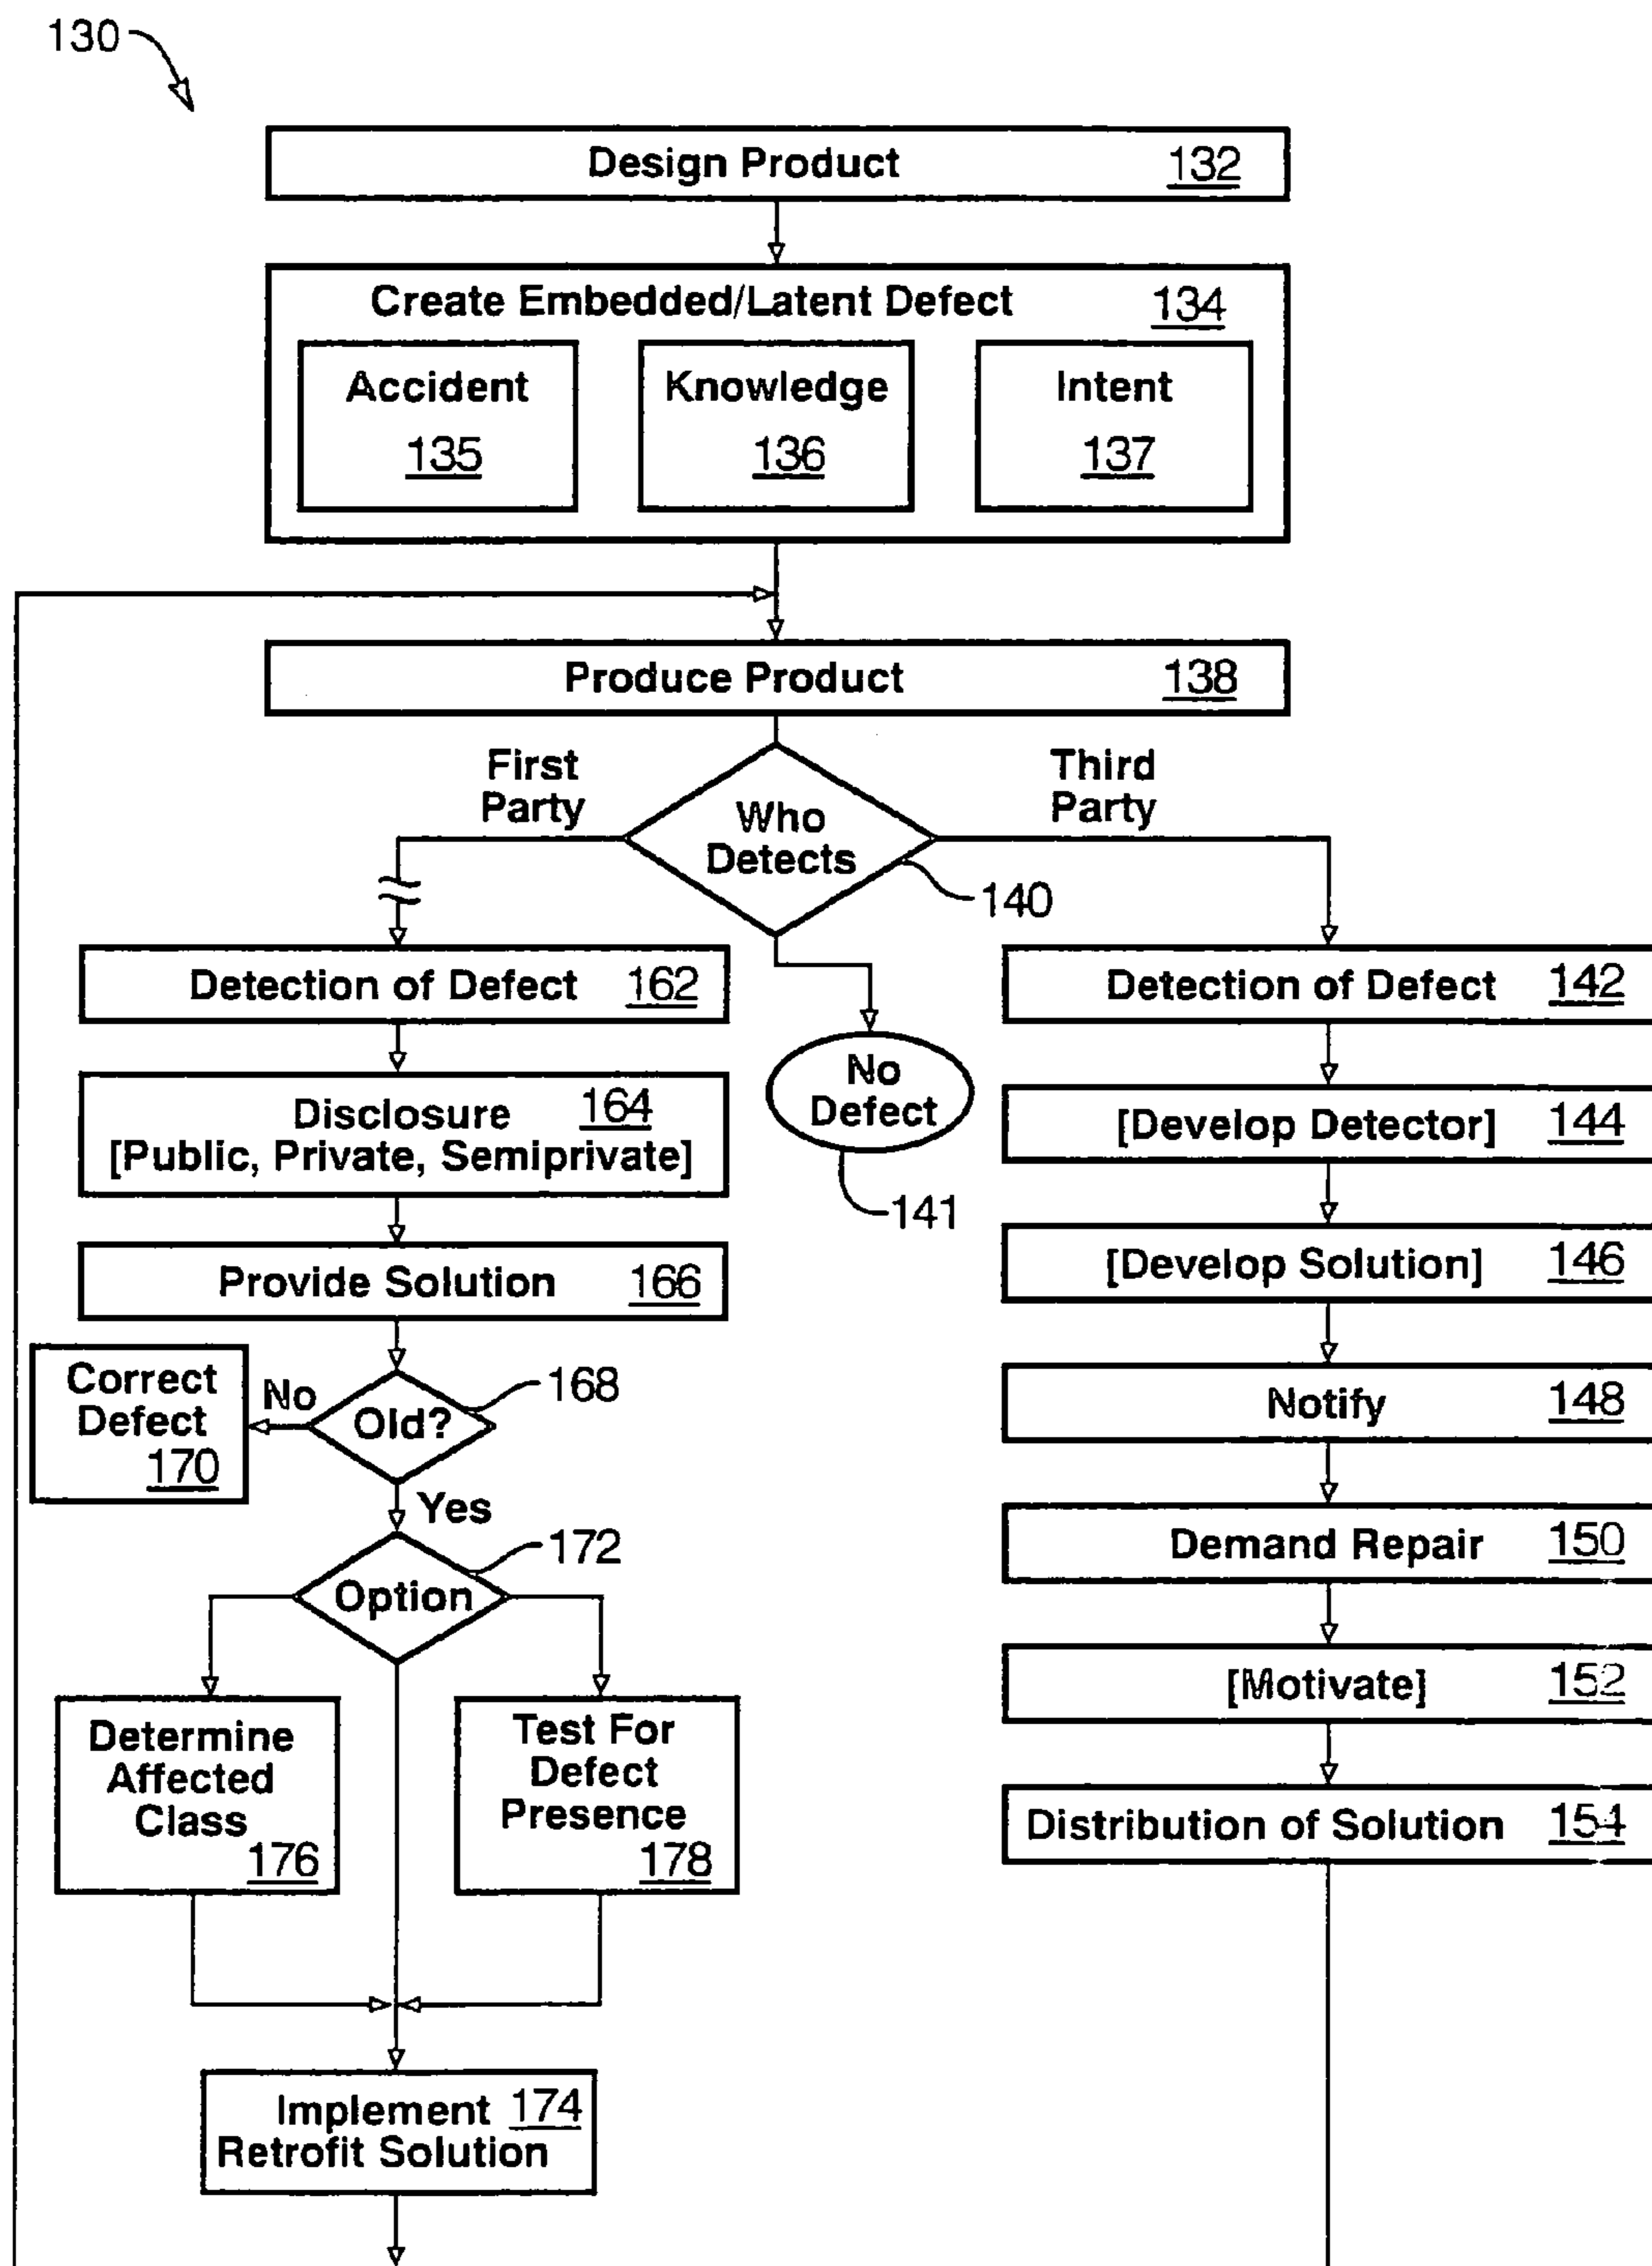 130
Design Product 132
Create Embedded/Latent Defect 134
Accident
135
Knowledge
136
Intent
137
Produce Product 138
First
Party
Third
Party
Who
Detects
140
Detection of Defect 162
Disclosure 164
[Public, Private, Semiprivate]
Provide Solution 166
Correct
Defect
170
No
Old?
168
Yes
Option
172
Determine
Affected
Class
176
Test For
Defect
Presence
178
Implement 174
Retrofit Solution
No
Defect
141
Detection of Defect 142
[Develop Detector] 144
[Develop Solution] 146
Notify 148
Demand Repair 150
[Motivate] 152
Distribution of Solution 154